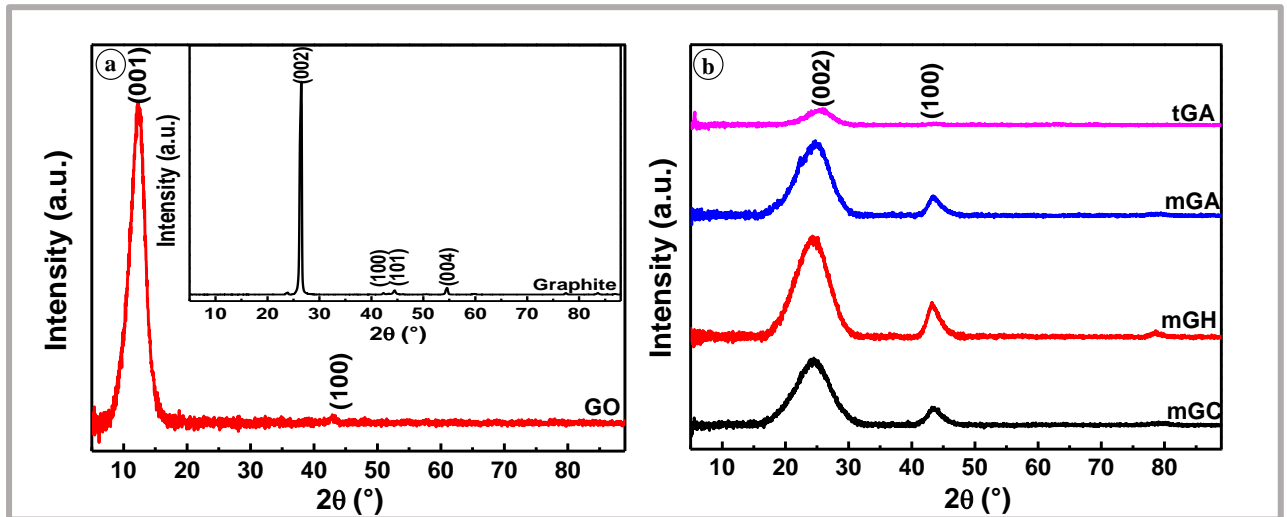 a
(001)
(002)
Intensity (a.u.)
(100)
(101)
(004)
Graphite
10 20 30 40 50 60 70 80
2θ (°)
Intensity (a.u.)
(100)
GO
10 20 30 40 50 60 70 80
2θ (°)
b
(002)
(100)
tGA
mGA
mGH
mGC
Intensity (a.u.)
10 20 30 40 50 60 70 80
2θ (°)